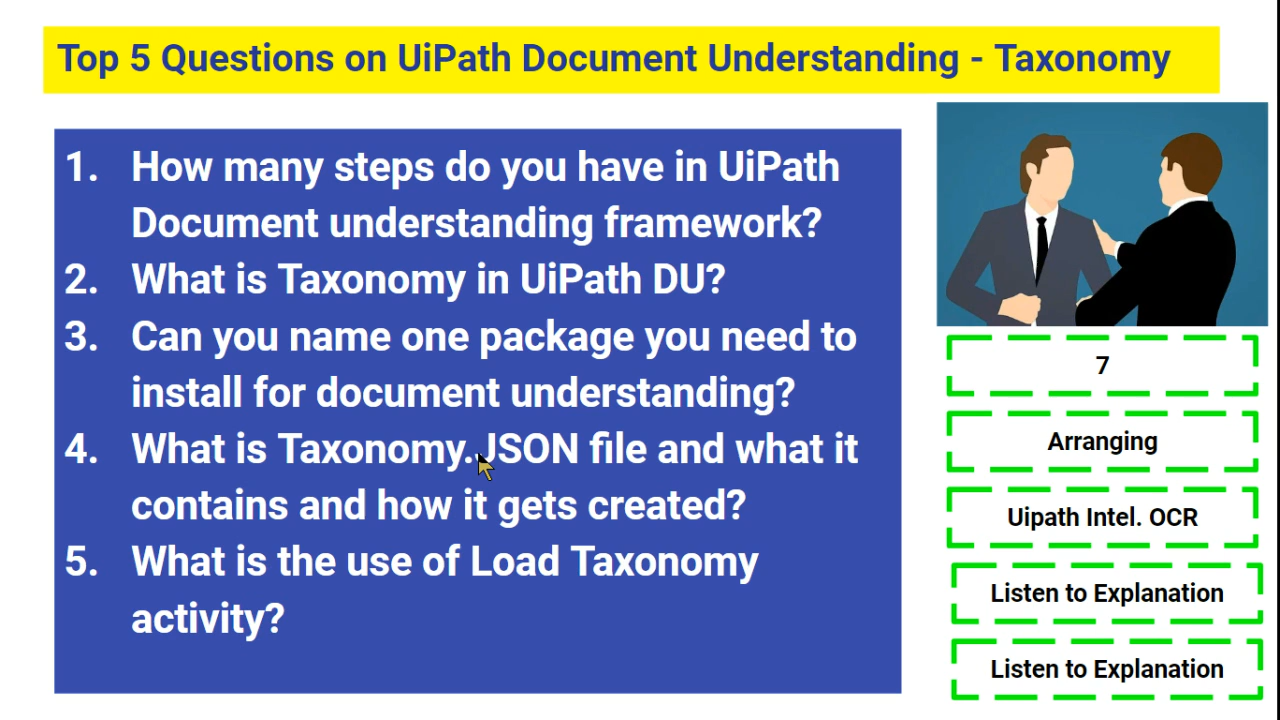 Top 5 Questions on UiPath Document Understanding - Taxonomy
1. How many steps do you have in UiPath
Document understanding framework?
2. What is Taxonomy in UiPath DU?
3. Can you name one package you need to
install for document understanding?
4. What is Taxonomy.JSON file and what it
contains and how it gets created?
5. What is the use of Load Taxonomy
activity?
7
Arranging
Uipath Intel. OCR
Listen to Explanation
Listen to Explanation